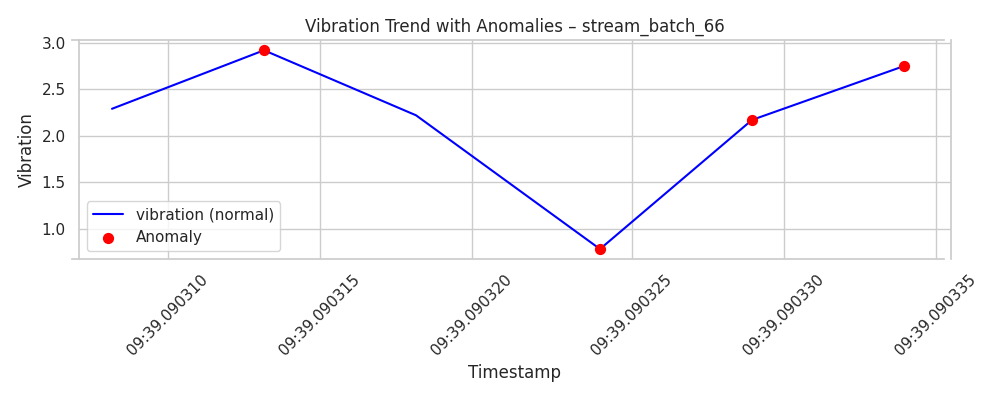 Vibration Trend with Anomalies – stream_batch_66
Vibration
3.0
2.5
2.0
1.5
1.0
vibration (normal)
Anomaly
09:39.090310
09:39.090315
09:39.090320
09:39.090325
09:39.090330
09:39.090335
Timestamp